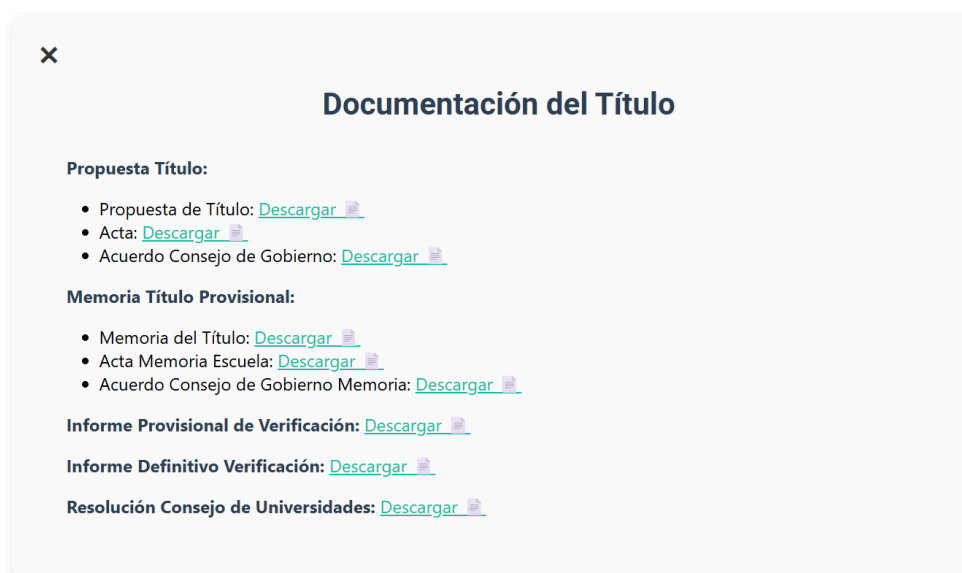 ×
Documentación del Título
Propuesta Título:
• Propuesta de Título: Descargar 📄
• Acta: Descargar 📄
• Acuerdo Consejo de Gobierno: Descargar 📄
Memoria Título Provisional:
• Memoria del Título: Descargar 📄
• Acta Memoria Escuela: Descargar 📄
• Acuerdo Consejo de Gobierno Memoria: Descargar 📄
Informe Provisional de Verificación: Descargar 📄
Informe Definitivo Verificación: Descargar 📄
Resolución Consejo de Universidades: Descargar 📄